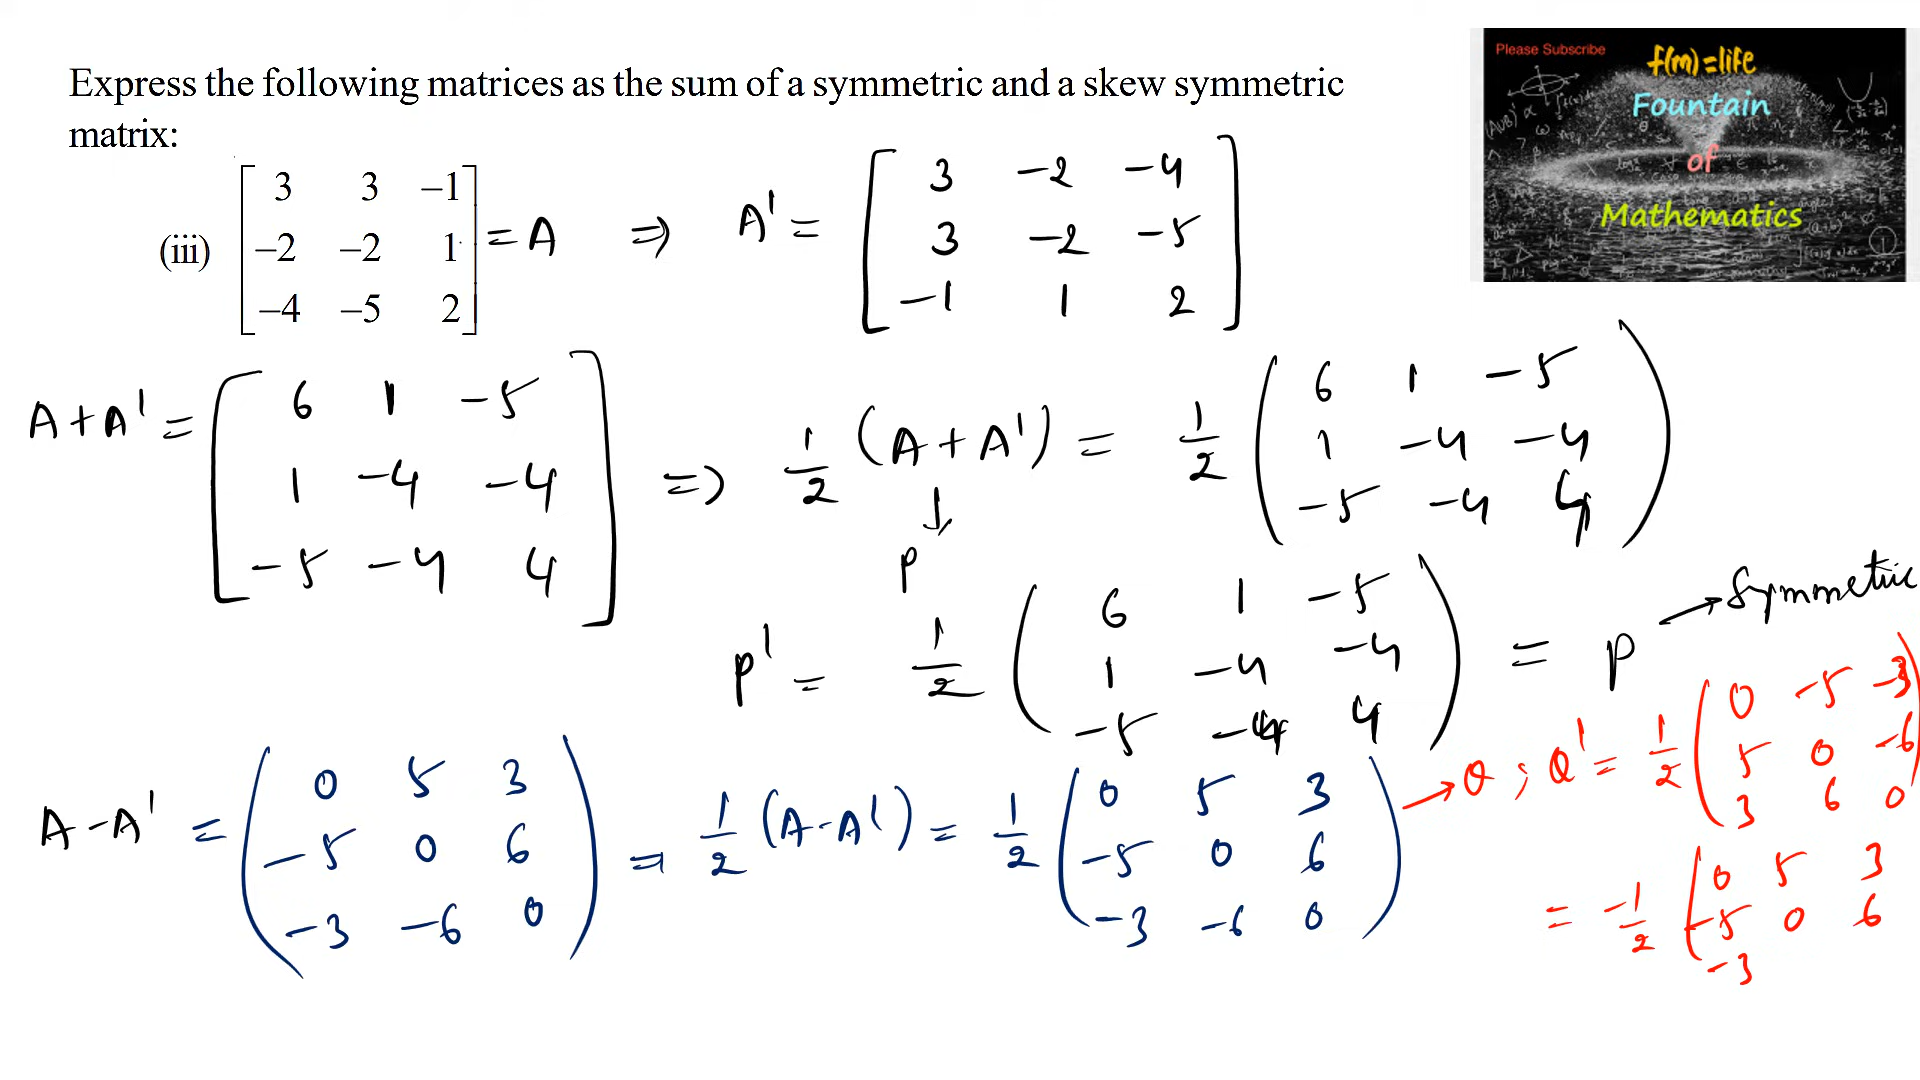 Express the following matrices as the sum of a symmetric and a skew symmetric
matrix:
(iii) [ 3 3 –1 ] = A ⇒ A' = [ 3 –2 –4 ]
[ –2 –2 1 ] [ 3 –2 –5 ]
[ –4 –5 2 ] [ –1 1 2 ]
Please Subscribe
f(m)=life
Fountain
of
Mathematics
A+A' = [ 6 1 –5 ] ⇒ 1/2 (A+A') = 1/2 ( 6 1 –5 )
[ 1 –4 –4 ] ( 1 –4 –4 )
[ –5 –4 4 ] ( –5 –4 4 )
↓
P
P' = 1/2 ( 6 1 –5 ) = P → Symmetric
( 1 –4 –4 )
( –5 –4 4 )
A-A' = ( 0 5 3 ) ⇒ 1/2 (A-A') = 1/2 ( 0 5 3 ) → Q ; Q' = 1/2 ( 0 –5 –3 )
( –5 0 6 ) ( –5 0 6 ) ( 5 0 –6 )
( –3 –6 0 ) ( –3 –6 0 ) ( 3 6 0 )
= –1/2 ( 0 5 3
–5 0 6
–3